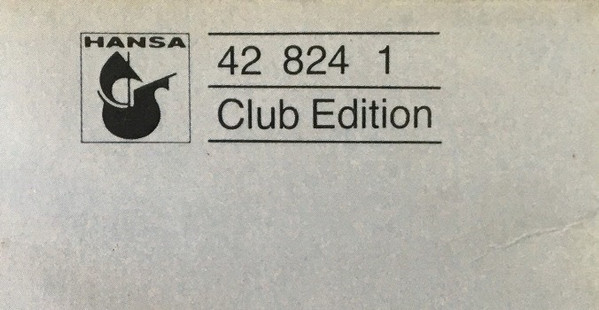 HANSA
42 824 1
Club Edition